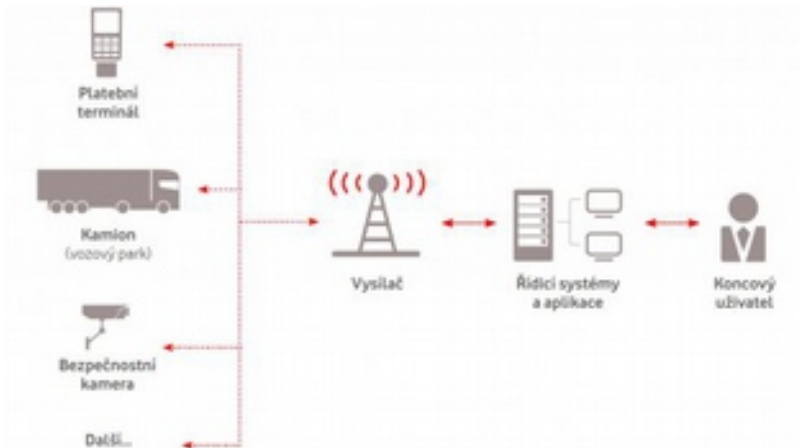 Platební
terminál
Kamion
(vozový park)
Bezpečnostní
kamera
Další...
Vysílač
Řídicí systémy
a aplikace
Koncový
uživatel